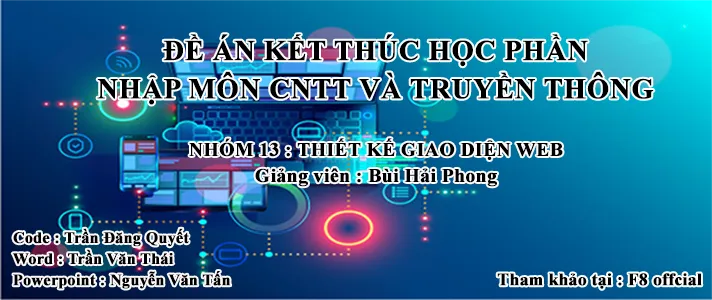 ĐỀ ÁN KẾT THÚC HỌC PHẦN
NHẬP MÔN CNTT VÀ TRUYỀN THÔNG
NHÓM 13 : THIẾT KẾ GIAO DIỆN WEB
Giảng viên : Bùi Hải Phong
Code : Trần Đăng Quyết
Word : Trần Văn Thái
Powerpoint : Nguyễn Văn Tấn
Tham khảo tại : F8 offcial